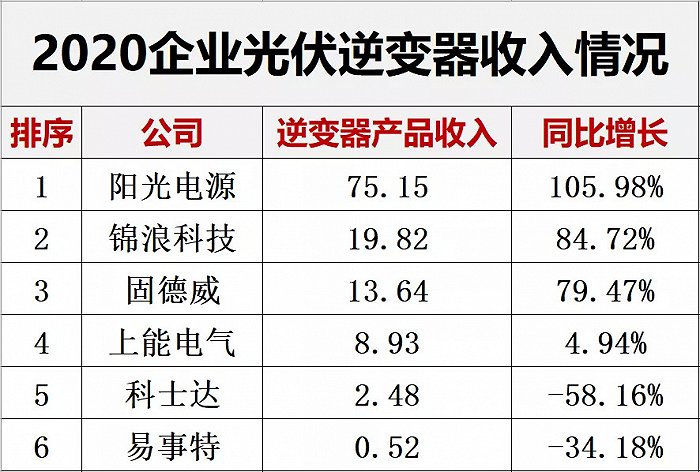 2020企业光伏逆变器收入情况
排序 公司 逆变器产品收入 同比增长
1 阳光电源 75.15 105.98%
2 锦浪科技 19.82 84.72%
3 固德威 13.64 79.47%
4 上能电气 8.93 4.94%
5 科士达 2.48 -58.16%
6 易事特 0.52 -34.18%